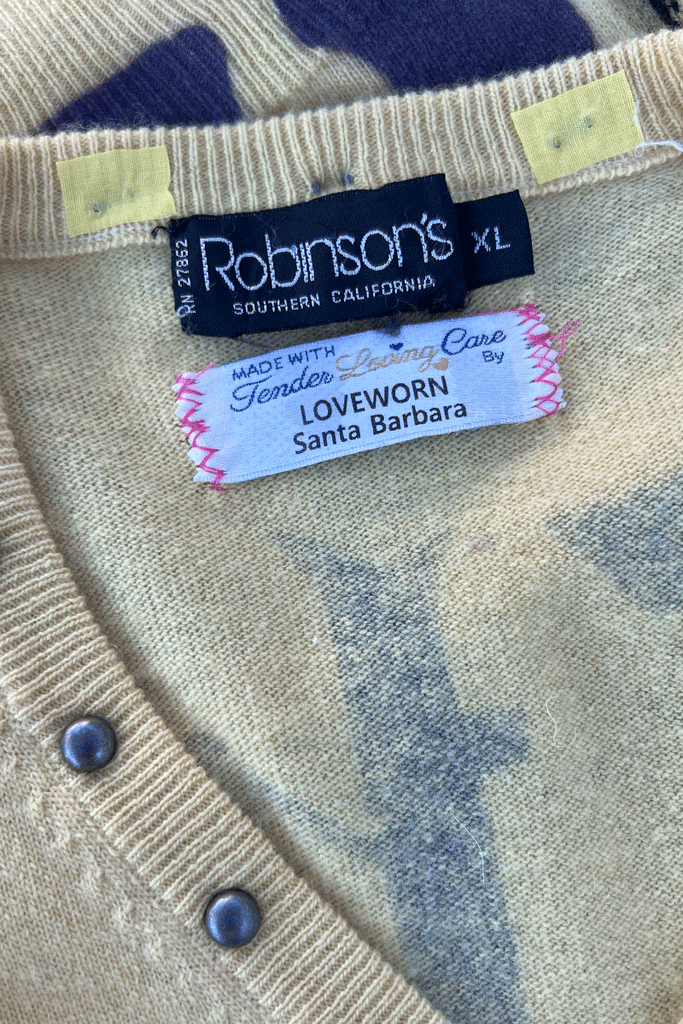 RN 27862
Robinson's
SOUTHERN CALIFORNIA
XL
MADE WITH
Tender Loving Care
By
LOVEWORN
Santa Barbara